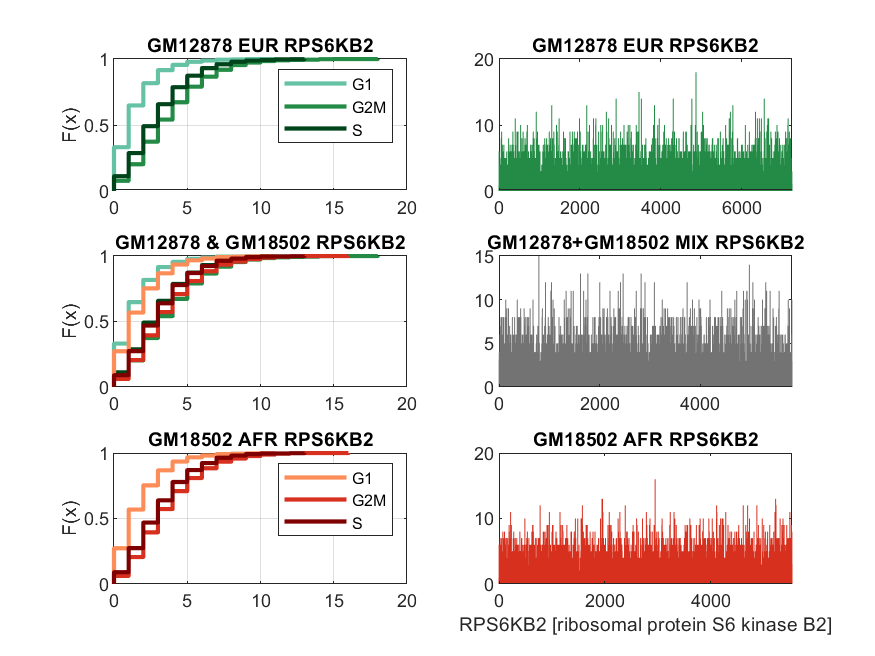 GM12878 EUR RPS6KB2
1
0.5
0
F(x)
0 5 10 15 20
G1
G2M
S
GM12878 EUR RPS6KB2
20
10
0
0 2000 4000 6000
GM12878 & GM18502 RPS6KB2
1
0.5
0
F(x)
0 5 10 15 20
GM12878+GM18502 MIX RPS6KB2
15
10
5
0
0 2000 4000
GM18502 AFR RPS6KB2
1
0.5
0
F(x)
0 5 10 15 20
G1
G2M
S
GM18502 AFR RPS6KB2
20
10
0
0 2000 4000
RPS6KB2 [ribosomal protein S6 kinase B2]